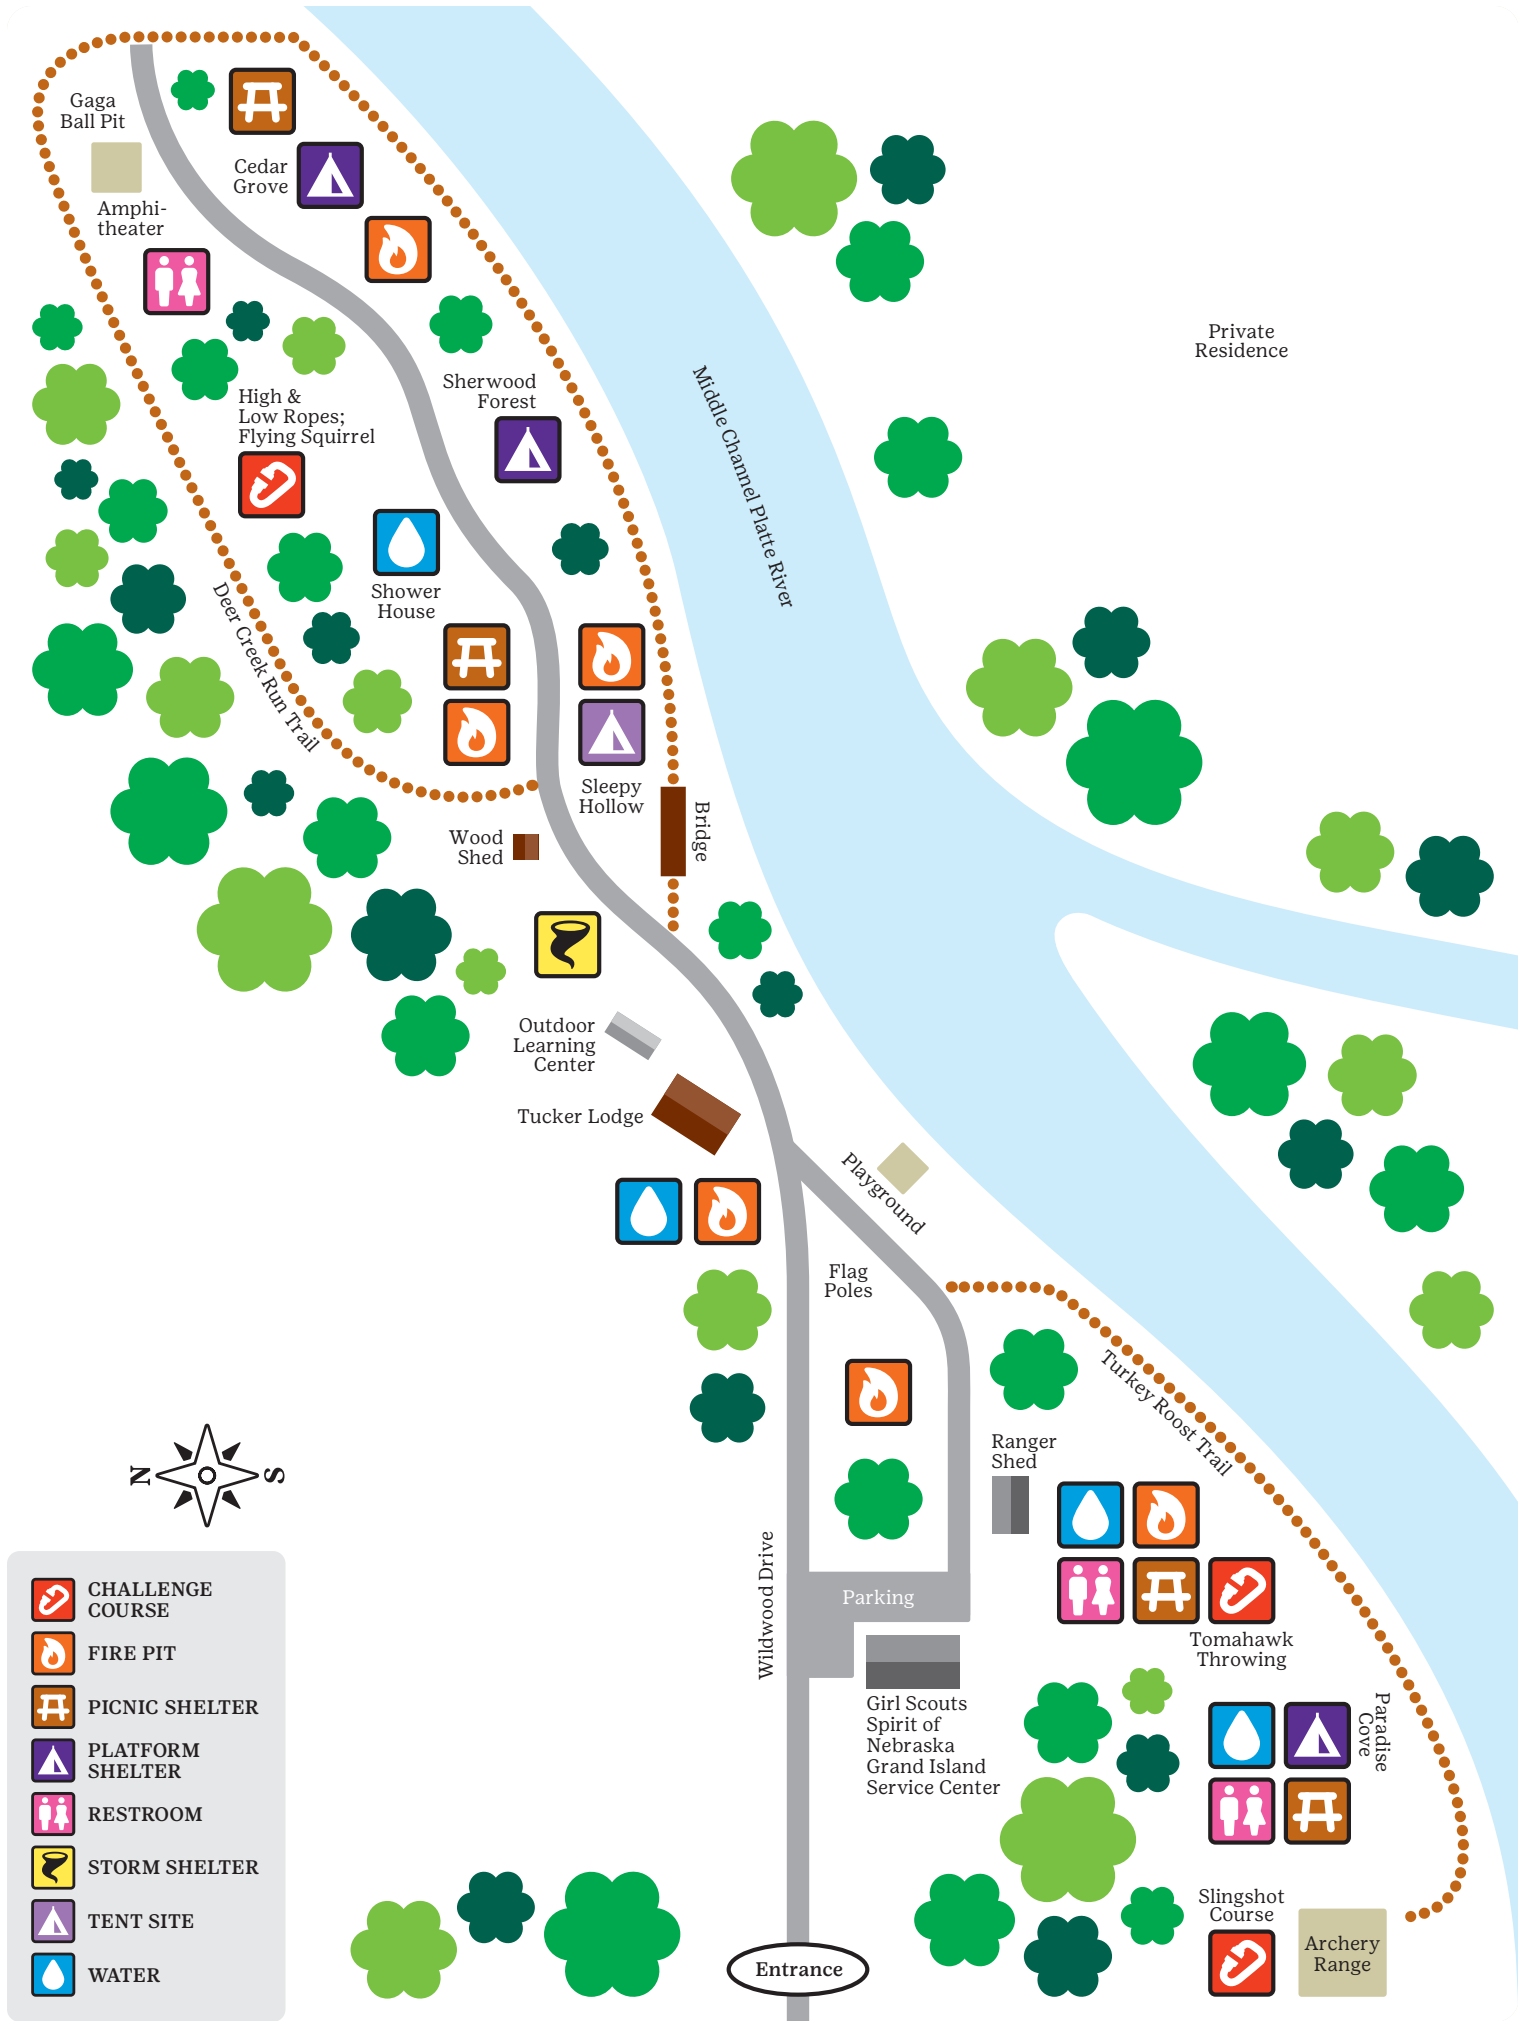 Gaga
Ball Pit
Amphi-
theater
Cedar
Grove
High &
Low Ropes;
Flying Squirrel
Sherwood
Forest
Shower
House
Deer Creek Run Trail
Middle Channel Platte River
Private
Residence
Sleepy
Hollow
Bridge
Wood
Shed
Outdoor
Learning
Center
Tucker Lodge
Playground
Flag
Poles
Turkey Roost Trail
Ranger
Shed
Wildwood Drive
Parking
Tomahawk
Throwing
Girl Scouts
Spirit of
Nebraska
Grand Island
Service Center
Paradise
Cove
Slingshot
Course
Archery
Range
Entrance
N
S
CHALLENGE
COURSE
FIRE PIT
PICNIC SHELTER
PLATFORM
SHELTER
RESTROOM
STORM SHELTER
TENT SITE
WATER